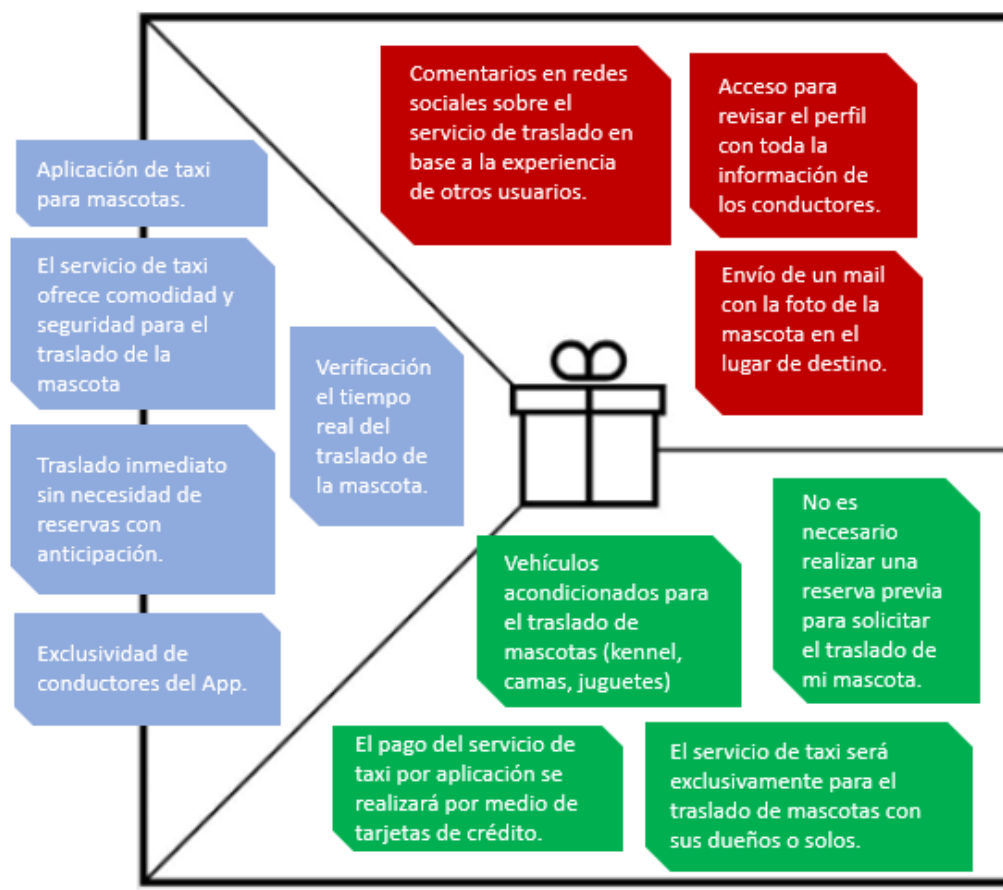 Comentarios en redes
sociales sobre el
servicio de traslado en
base a la experiencia
de otros usuarios.
Acceso para
revisar el perfil
con toda la
información de
los conductores.
Envío de un mail
con la foto de la
mascota en el
lugar de destino.
Aplicación de taxi
para mascotas.
El servicio de taxi
ofrece comodidad y
seguridad para el
traslado de la
mascota
Verificación
el tiempo
real del
traslado de
la mascota.
Traslado inmediato
sin necesidad de
reservas con
anticipación.
Exclusividad de
conductores del App.
Vehículos
acondicionados para
el traslado de
mascotas (kennel,
camas, juguetes)
No es
necesario
realizar una
reserva previa
para solicitar
el traslado de
mi mascota.
El pago del servicio de
taxi por aplicación se
realizará por medio de
tarjetas de crédito.
El servicio de taxi será
exclusivamente para el
traslado de mascotas con
sus dueños o solos.